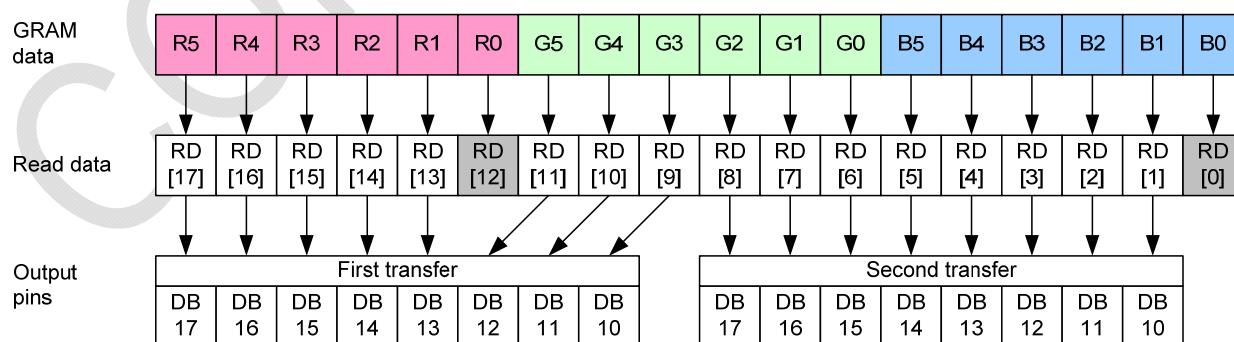 GRAM data R5 R4 R3 R2 R1 R0 G5 G4 G3 G2 G1 G0 B5 B4 B3 B2 B1 B0
Read data RD [17] RD [16] RD [15] RD [14] RD [13] RD [12] RD [11] RD [10] RD [9] RD [8] RD [7] RD [6] RD [5] RD [4] RD [3] RD [2] RD [1] RD [0]
Output pins
First transfer Second transfer
DB 17 DB 16 DB 15 DB 14 DB 13 DB 12 DB 11 DB 10 DB 17 DB 16 DB 15 DB 14 DB 13 DB 12 DB 11 DB 10